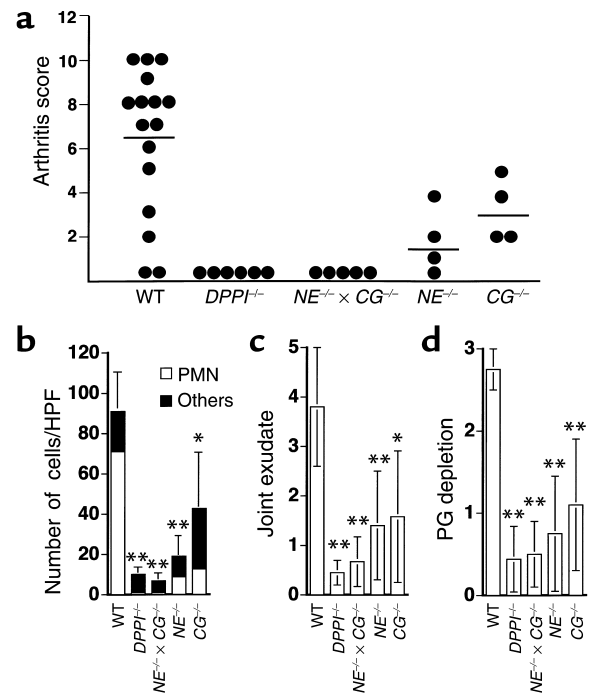 a
12
10
8
6
4
2
Arthritis score
WT DPPI–/– NE–/– × CG–/– NE–/– CG–/–
b
120
100
80
60
40
20
0
Number of cells/HPF
PMN
Others
** ** ** *
WT DPPI–/– NE–/– × CG–/– NE–/– CG–/–
c
5
4
3
2
1
0
Joint exudate
** ** ** *
WT DPPI–/– NE–/– × CG–/– NE–/– CG–/–
d
3
2
1
0
PG depletion
** ** ** **
WT DPPI–/– NE–/– × CG–/– NE–/– CG–/–